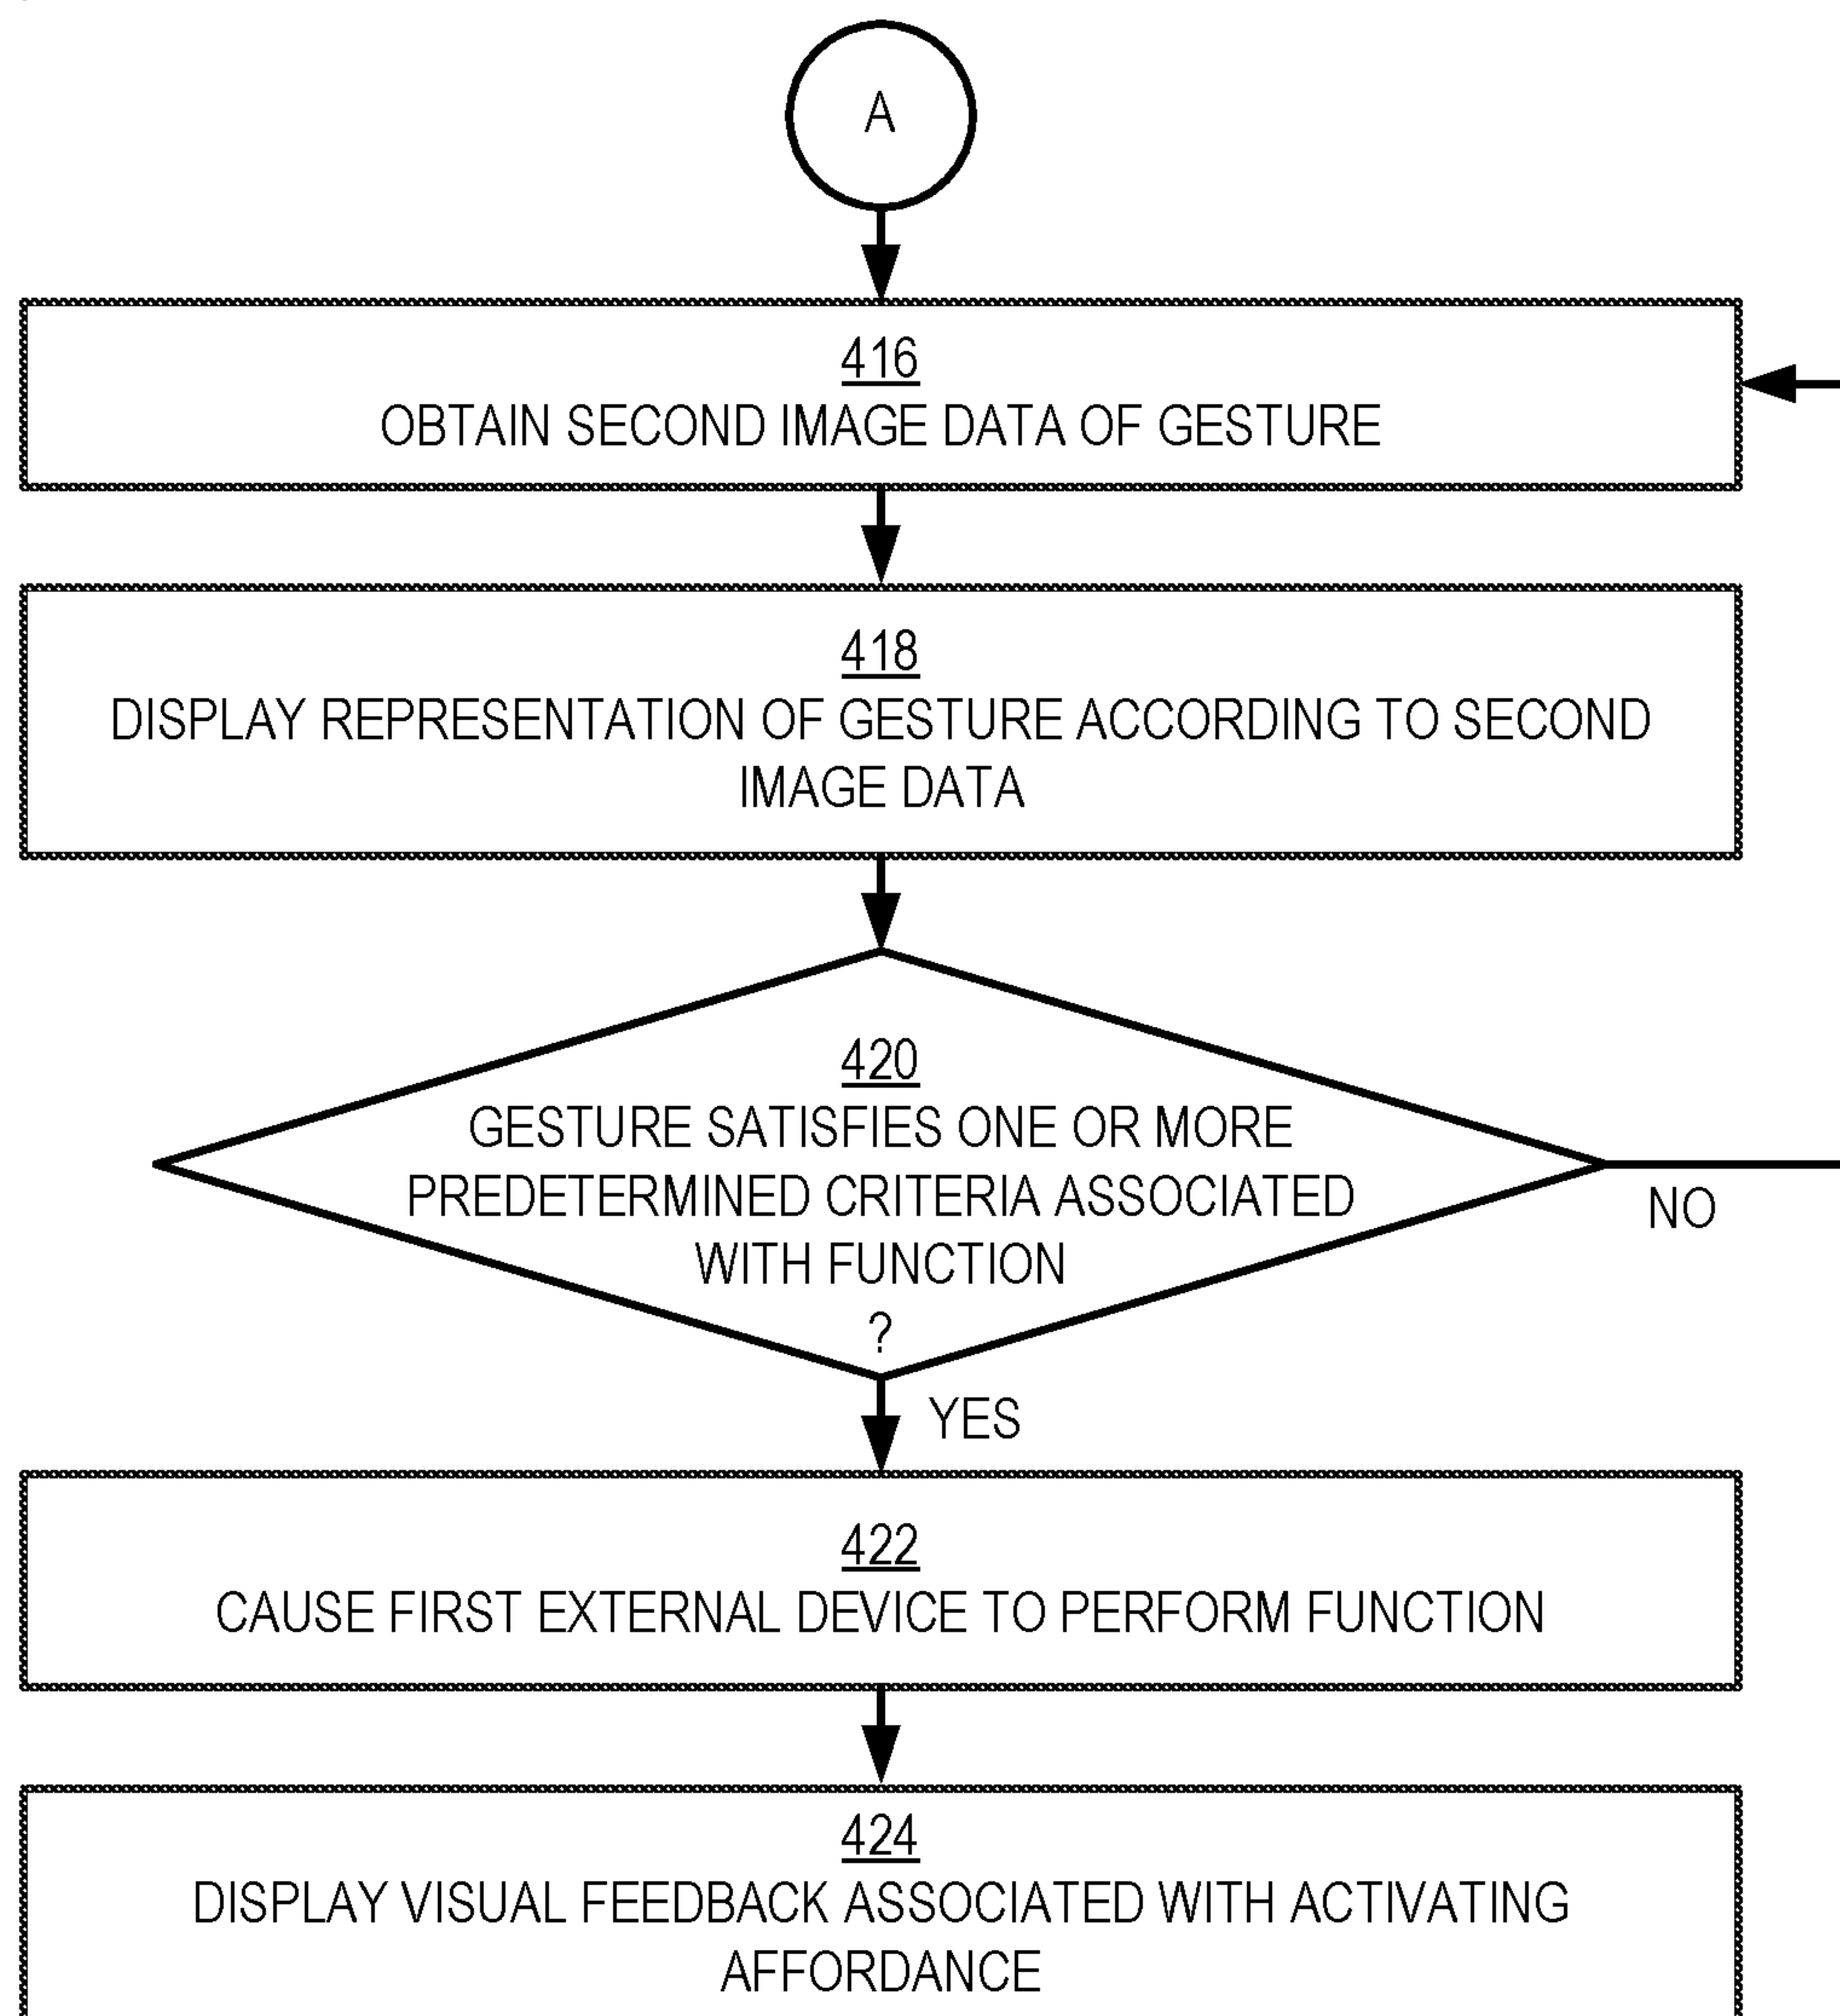 A
416
OBTAIN SECOND IMAGE DATA OF GESTURE
418
DISPLAY REPRESENTATION OF GESTURE ACCORDING TO SECOND
IMAGE DATA
420
GESTURE SATISFIES ONE OR MORE
PREDETERMINED CRITERIA ASSOCIATED
WITH FUNCTION
?
NO
YES
422
CAUSE FIRST EXTERNAL DEVICE TO PERFORM FUNCTION
424
DISPLAY VISUAL FEEDBACK ASSOCIATED WITH ACTIVATING
AFFORDANCE